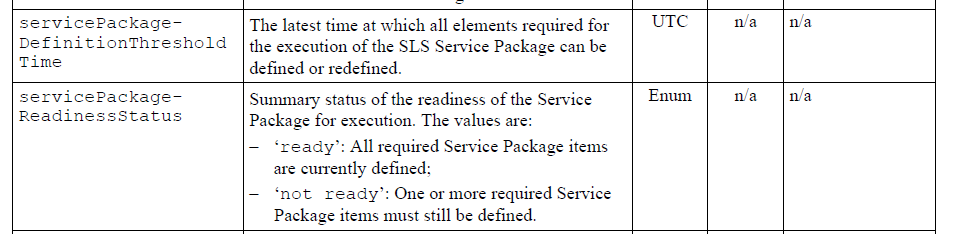 servicePackage-
DefinitionThreshold
Time
The latest time at which all elements required for
the execution of the SLS Service Package can be
defined or redefined.
UTC
n/a
n/a
servicePackage-
ReadinessStatus
Summary status of the readiness of the Service
Package for execution. The values are:
– ‘ready’: All required Service Package items
are currently defined;
– ‘not ready’: One or more required Service
Package items must still be defined.
Enum
n/a
n/a